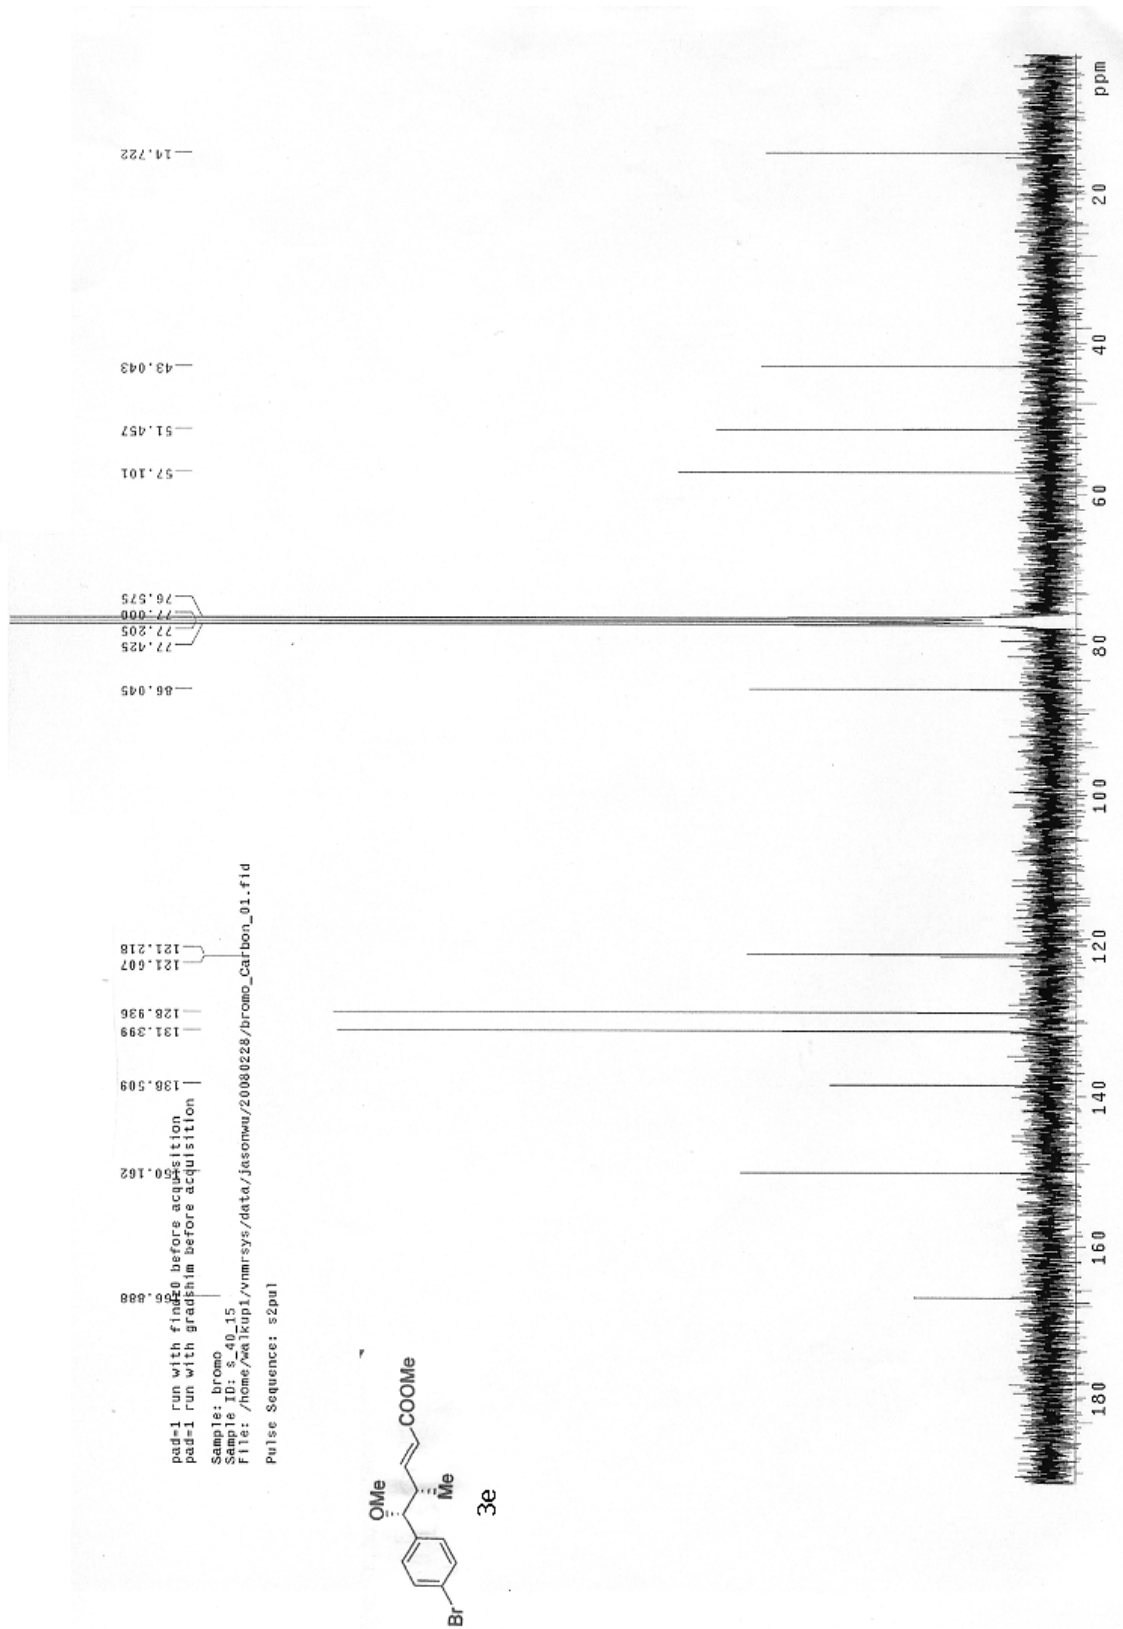 pad=1 run with findz0 before acquisition
pad=1 run with gradshim before acquisition
Sample: bromo
Sample ID: s_40_15
File: /home/walkup1/vnmrsys/data/jasonwu/20080228/bromo_Carbon_01.fid
Pulse Sequence: s2pul
166.888
150.162
138.509
131.399
128.936
121.607
121.218
86.045
77.425
77.205
77.000
76.575
57.101
51.457
43.043
14.722
OMe
COOMe
Me
Br
3e
180
160
140
120
100
80
60
40
20
ppm